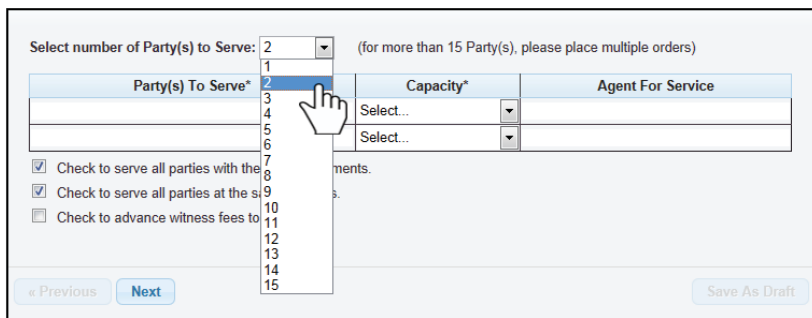 Select number of Party(s) to Serve: 2 (for more than 15 Party(s), please place multiple orders)
1
2
3
4
5
6
7
8
9
10
11
12
13
14
15
Party(s) To Serve* Capacity* Agent For Service
Select...
Select...
Check to serve all parties with the ments.
Check to serve all parties at the sa s.
Check to advance witness fees to
« Previous Next Save As Draft